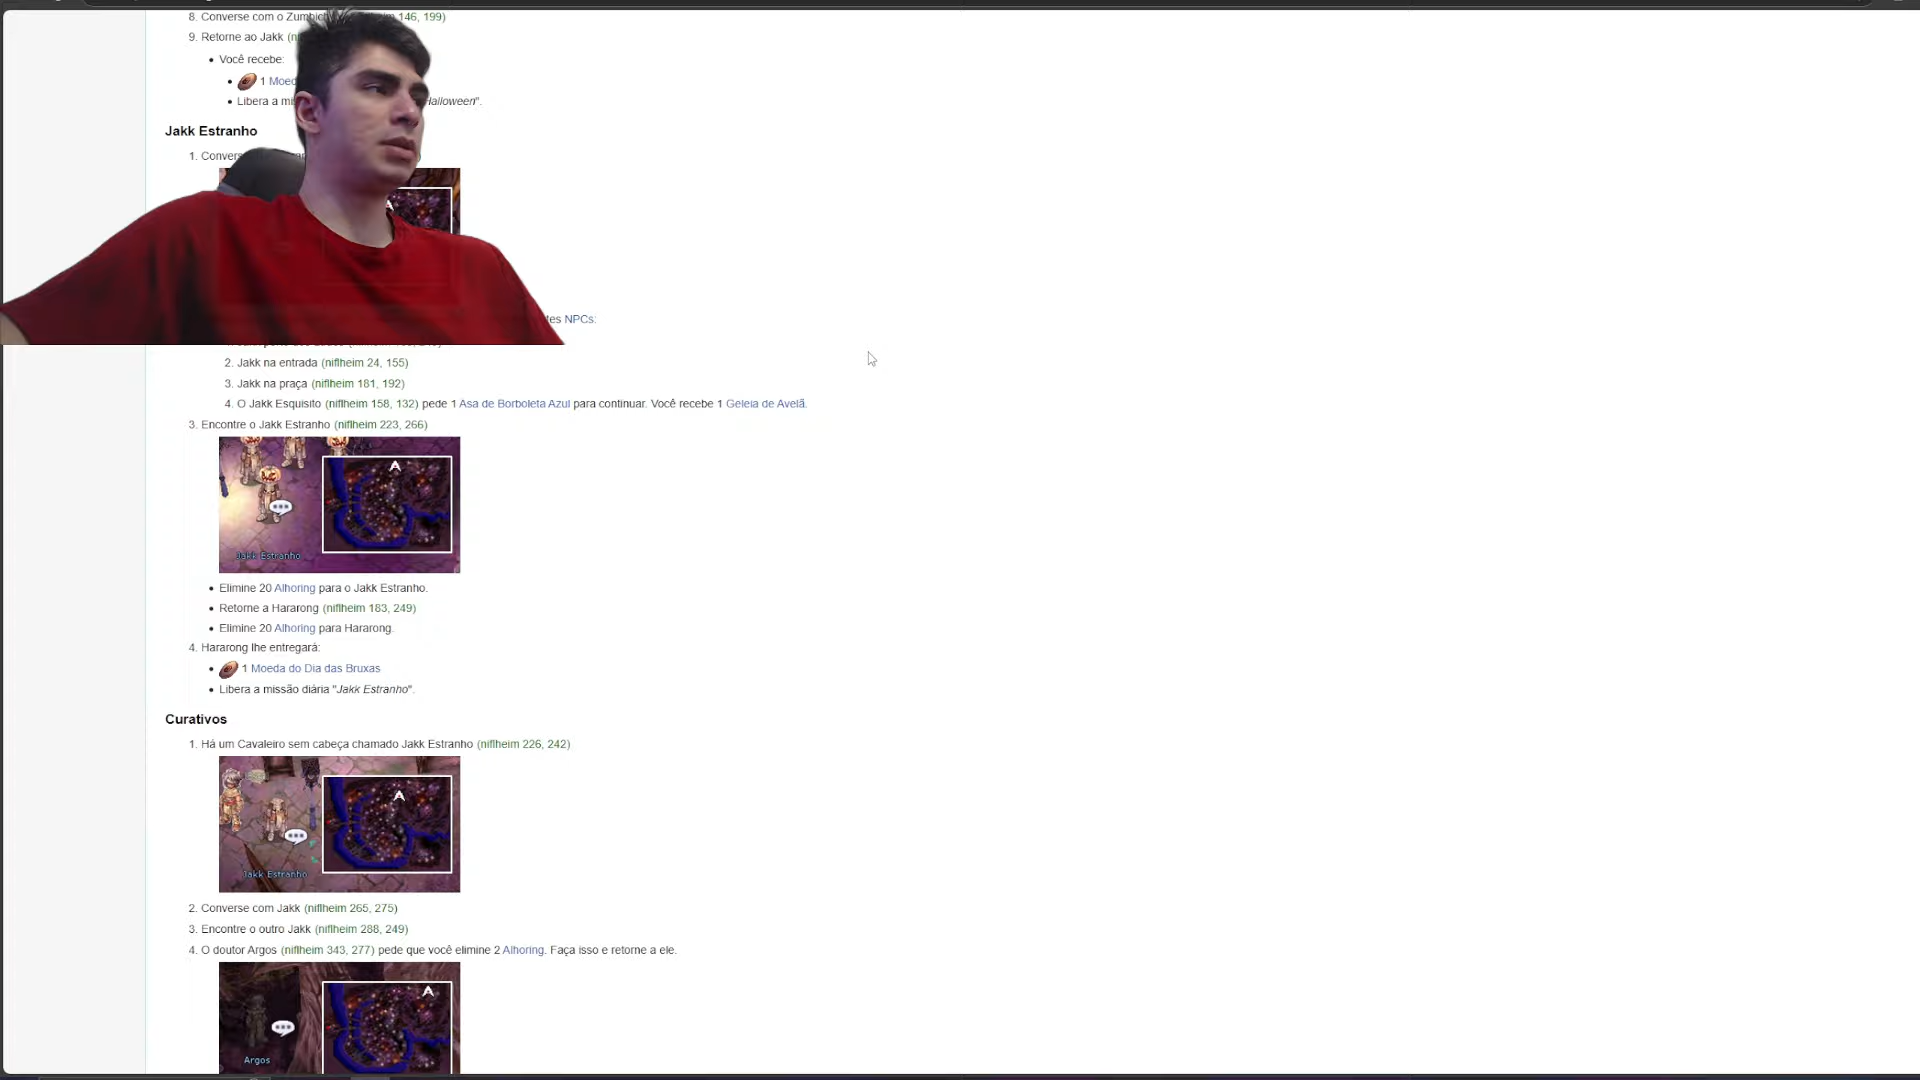 8. Converse com o Zumbi 146, 199)
9. Retorne ao Jakk
• Você recebe:
• 1 Moed
• Libera a mis Halloween".
Jakk Estranho
1. Convers
tes NPCs:
2. Jakk na entrada (niflheim 24, 155)
3. Jakk na praça (niflheim 181, 192)
4. O Jakk Esquisito (niflheim 158, 132) pede 1 Asa de Borboleta Azul para continuar. Você recebe 1 Geleia de Avelã.
3. Encontre o Jakk Estranho (niflheim 223, 266)
Jakk Estranho
• Elimine 20 Alhoring para o Jakk Estranho.
• Retorne a Hararong (niflheim 183, 249)
• Elimine 20 Alhoring para Hararong.
4. Hararong lhe entregará:
• 1 Moeda do Dia das Bruxas
• Libera a missão diária "Jakk Estranho".
Curativos
1. Há um Cavaleiro sem cabeça chamado Jakk Estranho (niflheim 226, 242)
Jakk Estranho
2. Converse com Jakk (niflheim 265, 275)
3. Encontre o outro Jakk (niflheim 288, 249)
4. O doutor Argos (niflheim 343, 277) pede que você elimine 2 Alhoring. Faça isso e retorne a ele.
Argos